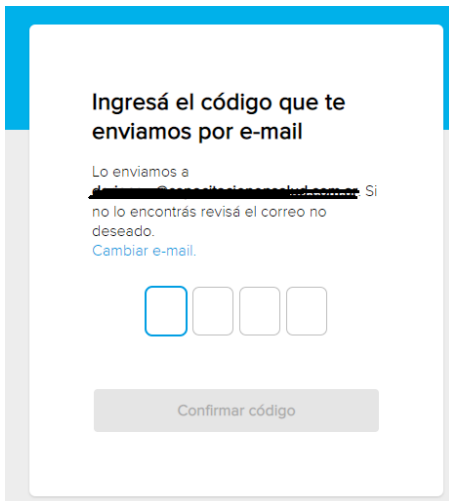 Ingresá el código que te
enviamos por e-mail
Lo enviamos a
Si
no lo encontrás revisá el correo no
deseado.
Cambiar e-mail.
Confirmar código